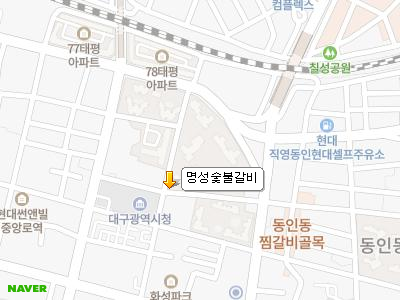 컴플렉스
77태평
아파트
78태평
아파트
칠성공원
현대
직영동인현대셀프주유소
명성숯불갈비
현대썬앤빌
중앙로역
대구광역시청
동인동
찜갈비골목
동인동
화성파크
NAVER